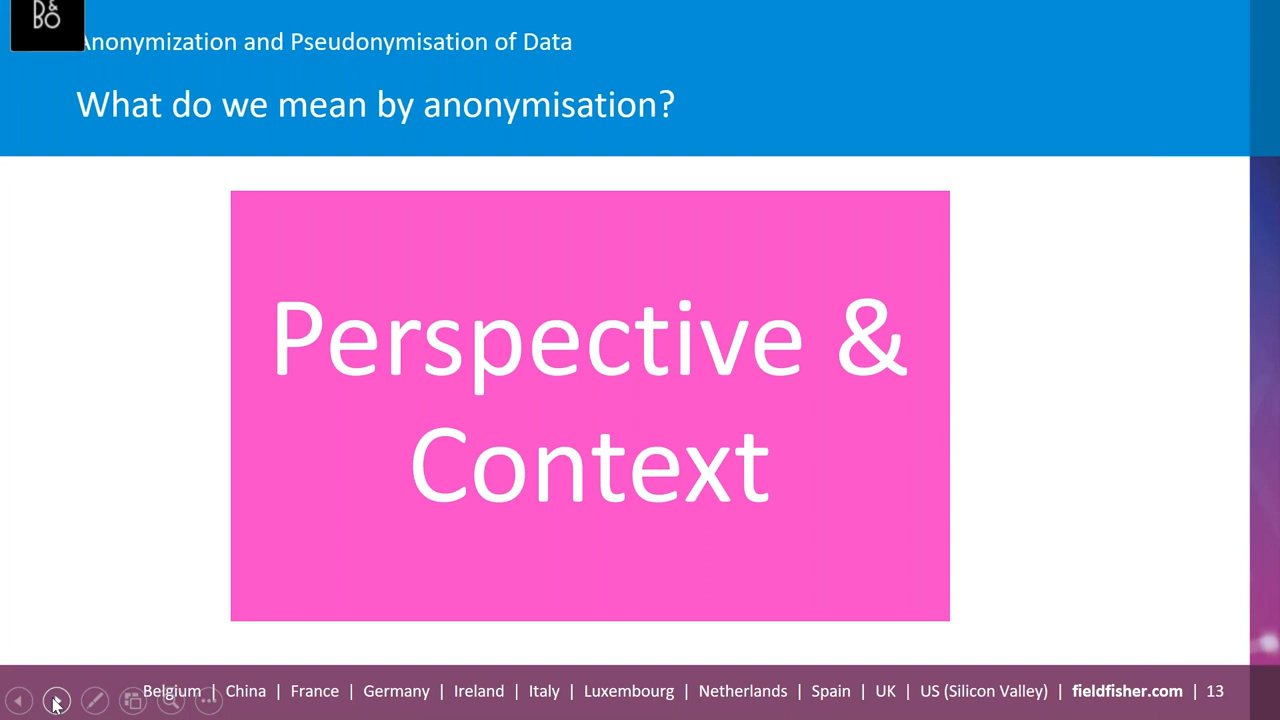 B&
BO
Anonymization and Pseudonymisation of Data
What do we mean by anonymisation?
Perspective &
Context
Belgium | China | France | Germany | Ireland | Italy | Luxembourg | Netherlands | Spain | UK | US (Silicon Valley) | fieldfisher.com | 13